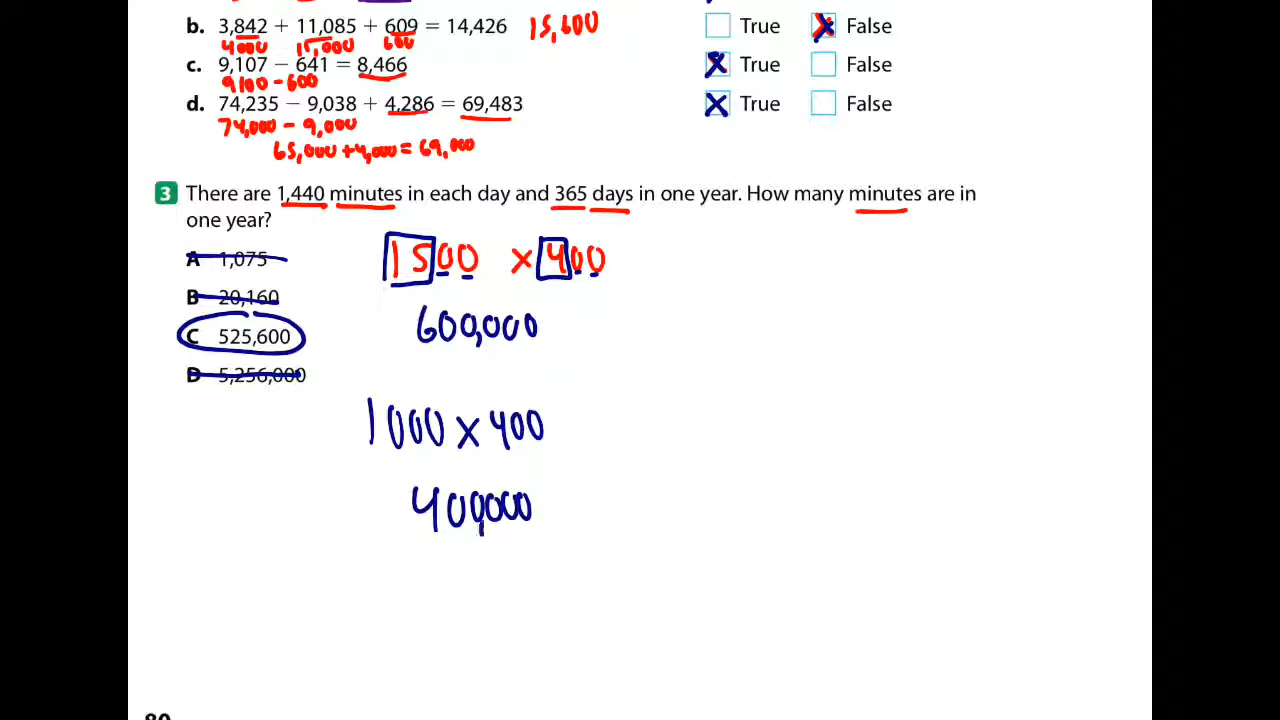 b. 3,842 + 11,085 + 609 = 14,426 15,600 True False
4000 15,000 600
c. 9,107 − 641 = 8,466 True False
9100 - 600
d. 74,235 − 9,038 + 4,286 = 69,483 True False
74,000 - 9,000
65,000 + 4,000 = 69,000
3 There are 1,440 minutes in each day and 365 days in one year. How many minutes are in
one year?
A 1,075
1500 × 400
B 20,160
600,000
C 525,600
D 5,256,000
1000 × 400
400,000